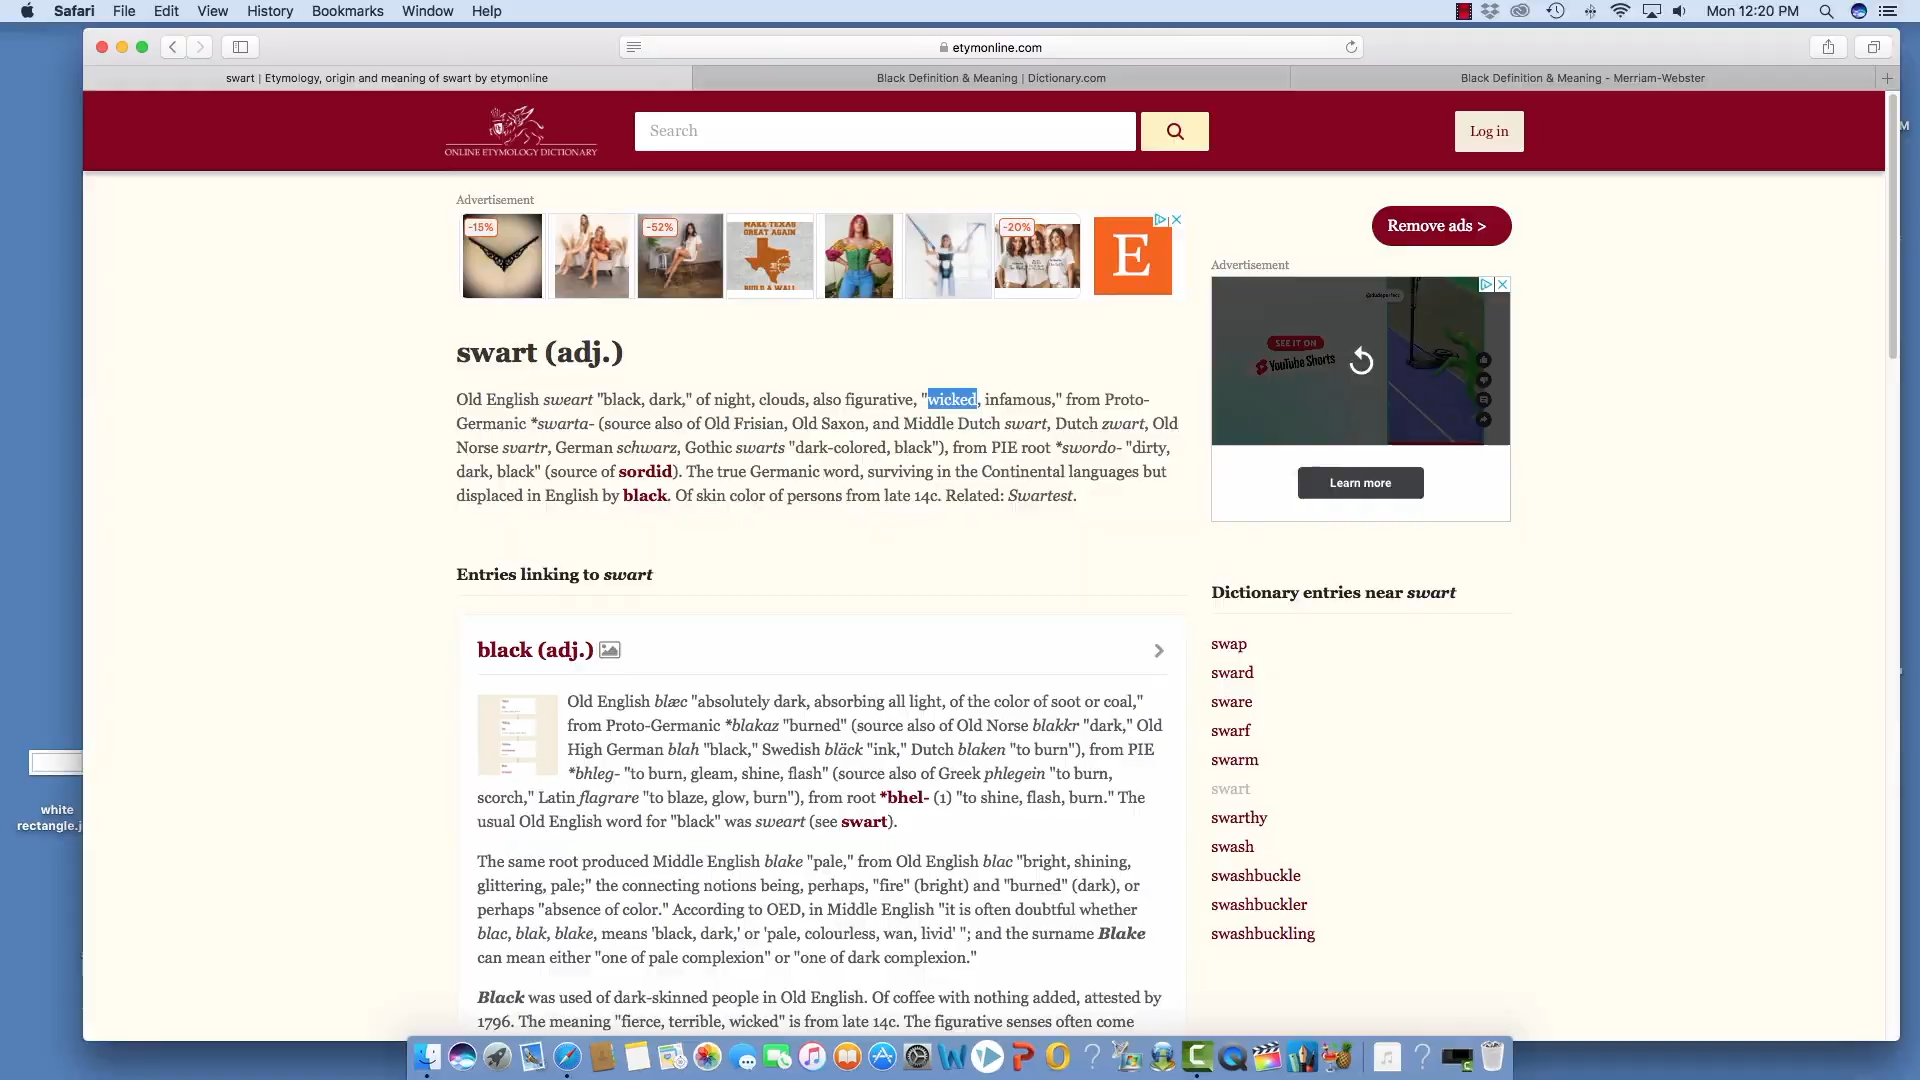 Safari File Edit View History Bookmarks Window Help
Mon 12:20 PM
etymonline.com
swart | Etymology, origin and meaning of swart by etymonline
Black Definition & Meaning | Dictionary.com
Black Definition & Meaning - Merriam-Webster
ONLINE ETYMOLOGY DICTIONARY
Search
Log in
Advertisement
-15%
-52%
MAKE TEXAS
GREAT AGAIN
BUILD A WALL
-20%
E
Remove ads >
Advertisement
SEE IT ON
YouTube Shorts
Learn more
swart (adj.)
Old English sweart "black, dark," of night, clouds, also figurative, "wicked, infamous," from Proto-
Germanic *swarta- (source also of Old Frisian, Old Saxon, and Middle Dutch swart, Dutch zwart, Old
Norse svartr, German schwarz, Gothic swarts "dark-colored, black"), from PIE root *swordo- "dirty,
dark, black" (source of sordid). The true Germanic word, surviving in the Continental languages but
displaced in English by black. Of skin color of persons from late 14c. Related: Swartest.
Entries linking to swart
black (adj.)
Old English blæc "absolutely dark, absorbing all light, of the color of soot or coal,"
from Proto-Germanic *blakaz "burned" (source also of Old Norse blakkr "dark," Old
High German blah "black," Swedish bläck "ink," Dutch blaken "to burn"), from PIE
*bhleg- "to burn, gleam, shine, flash" (source also of Greek phlegein "to burn,
scorch," Latin flagrare "to blaze, glow, burn"), from root *bhel- (1) "to shine, flash, burn." The
usual Old English word for "black" was sweart (see swart).
The same root produced Middle English blake "pale," from Old English blac "bright, shining,
glittering, pale;" the connecting notions being, perhaps, "fire" (bright) and "burned" (dark), or
perhaps "absence of color." According to OED, in Middle English "it is often doubtful whether
blac, blak, blake, means 'black, dark,' or 'pale, colourless, wan, livid' "; and the surname Blake
can mean either "one of pale complexion" or "one of dark complexion."
Black was used of dark-skinned people in Old English. Of coffee with nothing added, attested by
1796. The meaning "fierce, terrible, wicked" is from late 14c. The figurative senses often come
Dictionary entries near swart
swap
sward
sware
swarf
swarm
swart
swarthy
swash
swashbuckle
swashbuckler
swashbuckling
white
rectangle.j